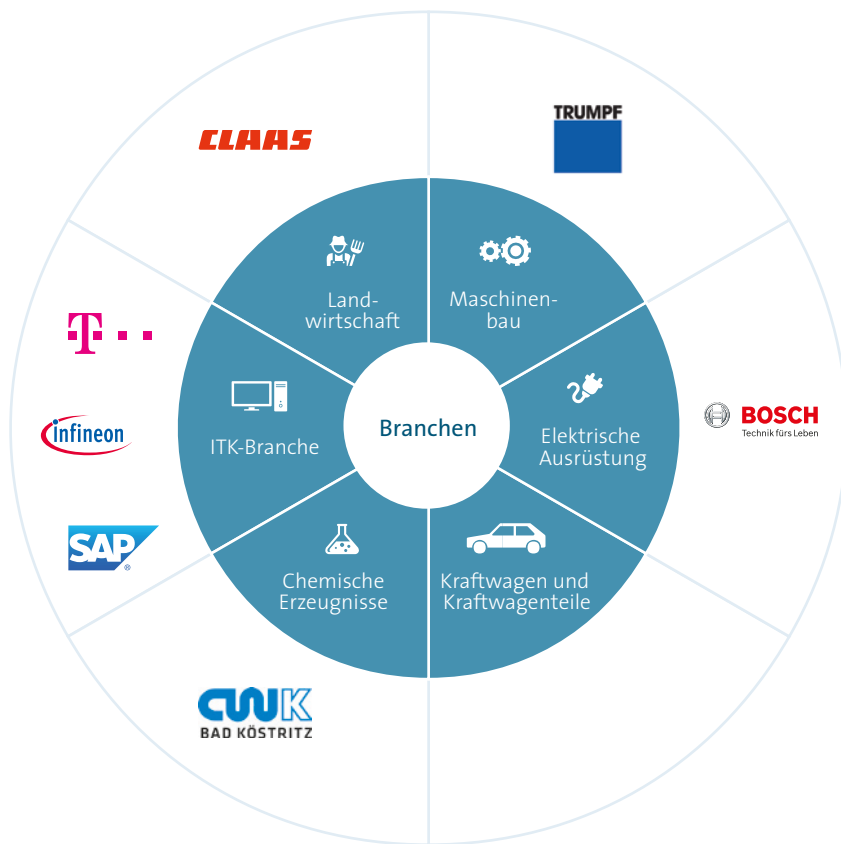 CLAAS
TRUMPF
Land-
wirtschaft
Maschinen-
bau
T
infineon
ITK-Branche
Branchen
Elektrische
Ausrüstung
BOSCH
Technik fürs Leben
SAP
®
Chemische
Erzeugnisse
Kraftwagen und
Kraftwagenteile
CWK
BAD KÖSTRITZ